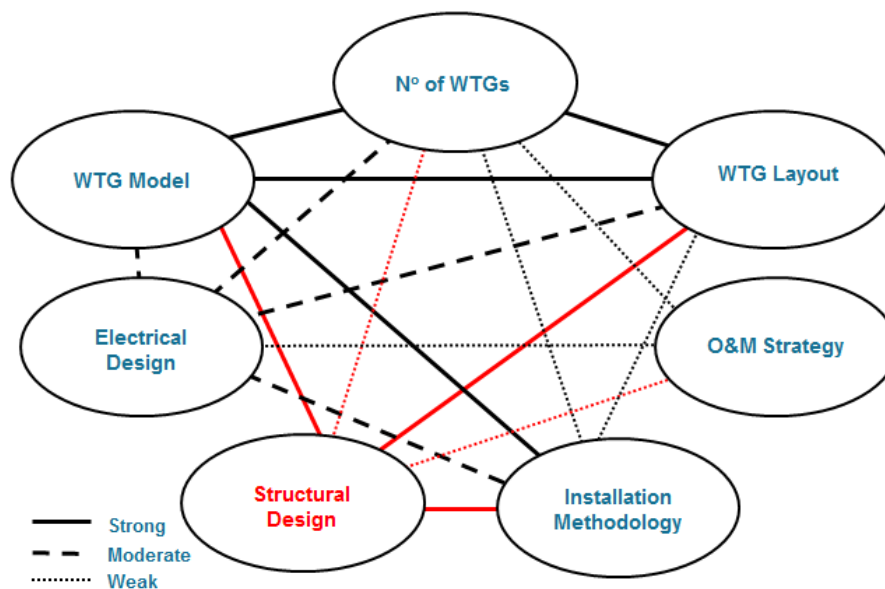 Nº of WTGs
WTG Model
WTG Layout
Electrical
Design
O&M Strategy
Structural
Design
Installation
Methodology
Strong
Moderate
Weak